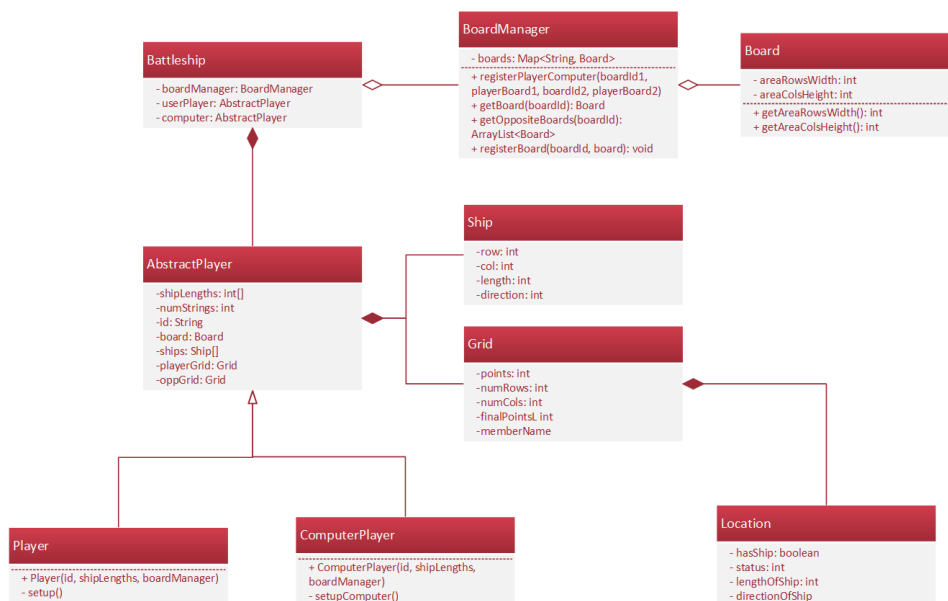 Battleship
- boardManager: BoardManager
- userPlayer: AbstractPlayer
- computer: AbstractPlayer
BoardManager
- boards: Map<String, Board>
+ registerPlayerComputer(boardId1,
playerBoard1, boardId2, playerBoard2)
+ getBoard(boardId): Board
+ getOppositeBoards(boardId):
ArrayList<Board>
+ registerBoard(boardId, board): void
Board
- areaRowsWidth: int
- areaColsHeight: int
+ getAreaRowsWidth(): int
+ getAreaColsHeight(): int
AbstractPlayer
-shipLengths: int[]
-numStrings: int
-id: String
-board: Board
-ships: Ship[]
-playerGrid: Grid
-oppGrid: Grid
Ship
-row: int
-col: int
-length: int
-direction: int
Grid
-points: int
-numRows: int
-numCols: int
-finalPointsL int
-memberName
Player
+ Player(id, shipLengths, boardManager)
- setup()
ComputerPlayer
+ ComputerPlayer(id, shipLengths,
boardManager)
- setupComputer()
Location
- hasShip: boolean
- status: int
- lengthOfShip: int
- directionOfShip